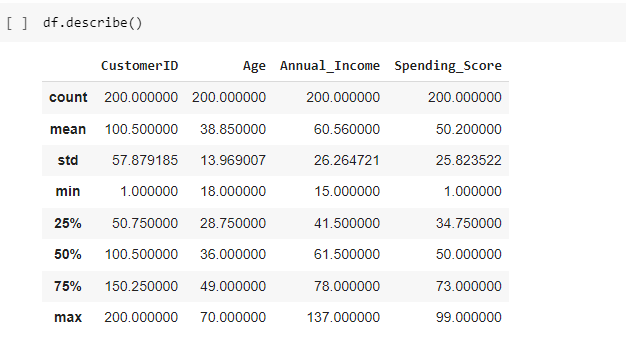 [ ] df.describe()
CustomerID Age Annual_Income Spending_Score
count 200.000000 200.000000 200.000000 200.000000
mean 100.500000 38.850000 60.560000 50.200000
std 57.879185 13.969007 26.264721 25.823522
min 1.000000 18.000000 15.000000 1.000000
25% 50.750000 28.750000 41.500000 34.750000
50% 100.500000 36.000000 61.500000 50.000000
75% 150.250000 49.000000 78.000000 73.000000
max 200.000000 70.000000 137.000000 99.000000